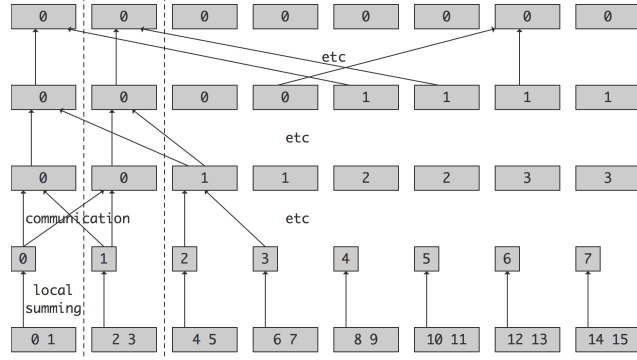 0 0 0 0 0 0 0 0
etc
0 0 0 0 1 1 1 1
etc
0 0 1 1 2 2 3 3
communication etc
0 1 2 3 4 5 6 7
local
summing
0 1 2 3 4 5 6 7 8 9 10 11 12 13 14 15